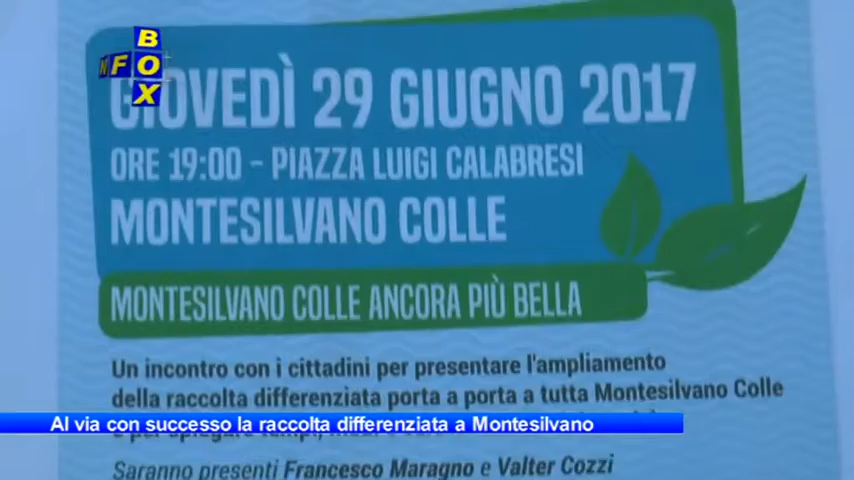 INFO BOX
GIOVEDÌ 29 GIUGNO 2017
ORE 19:00 - PIAZZA LUIGI CALABRESI
MONTESILVANO COLLE
MONTESILVANO COLLE ANCORA PIÙ BELLA
Un incontro con i cittadini per presentare l'ampliamento
della raccolta differenziata porta a porta a tutta Montesilvano Colle
Al via con successo la raccolta differenziata a Montesilvano
Saranno presenti Francesco Maragno e Valter Cozzi